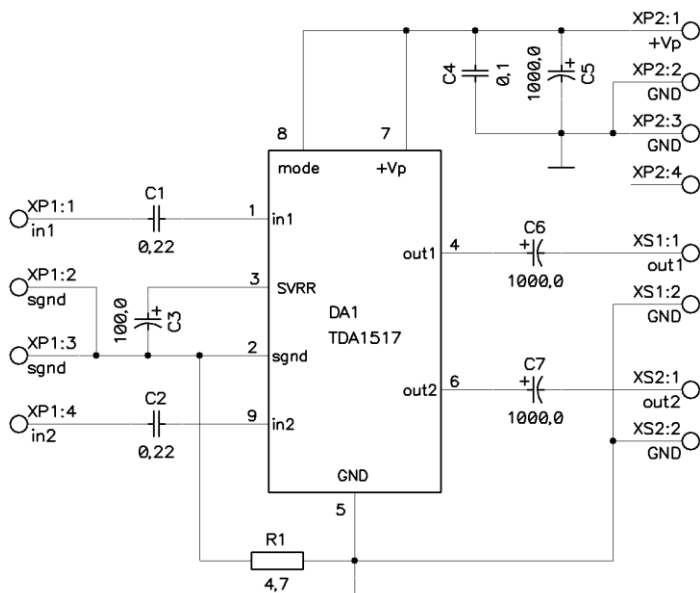 XP2:1
+Vp
C4
0,1
1000,0
+
C5
XP2:2
GND
XP2:3
GND
XP2:4
8
7
mode
+Vp
XP1:1
in1
C1
0,22
1
in1
XP1:2
sgnd
3
SVRR
100,0
+
C3
XP1:3
sgnd
2
sgnd
DA1
TDA1517
out1
4
C6
+
1000,0
XS1:1
out1
XS1:2
GND
XP1:4
in2
C2
0,22
9
in2
out2
6
C7
+
1000,0
XS2:1
out2
XS2:2
GND
GND
5
R1
4,7